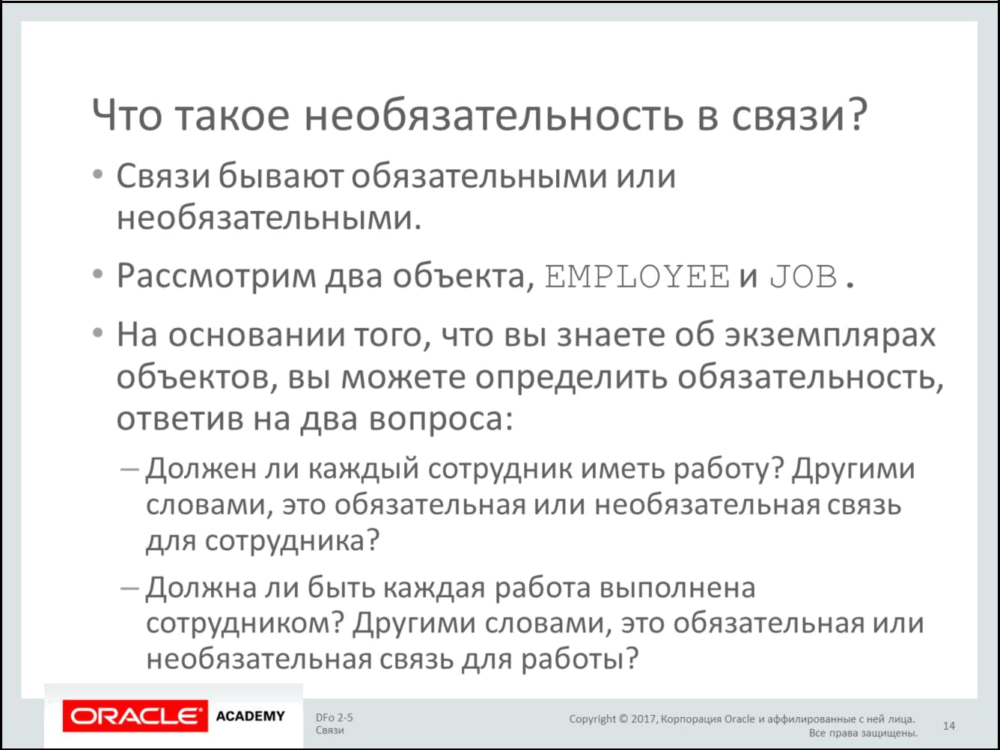 Что такое необязательность в связи?
• Связи бывают обязательными или
необязательными.
• Рассмотрим два объекта, EMPLOYEE и JOB.
• На основании того, что вы знаете об экземплярах
объектов, вы можете определить обязательность,
ответив на два вопроса:
– Должен ли каждый сотрудник иметь работу? Другими
словами, это обязательная или необязательная связь
для сотрудника?
– Должна ли быть каждая работа выполнена
сотрудником? Другими словами, это обязательная или
необязательная связь для работы?
ORACLE® ACADEMY
DFo 2-5
Связи
Copyright © 2017, Корпорация Oracle и аффилированные с ней лица.
Все права защищены.
14